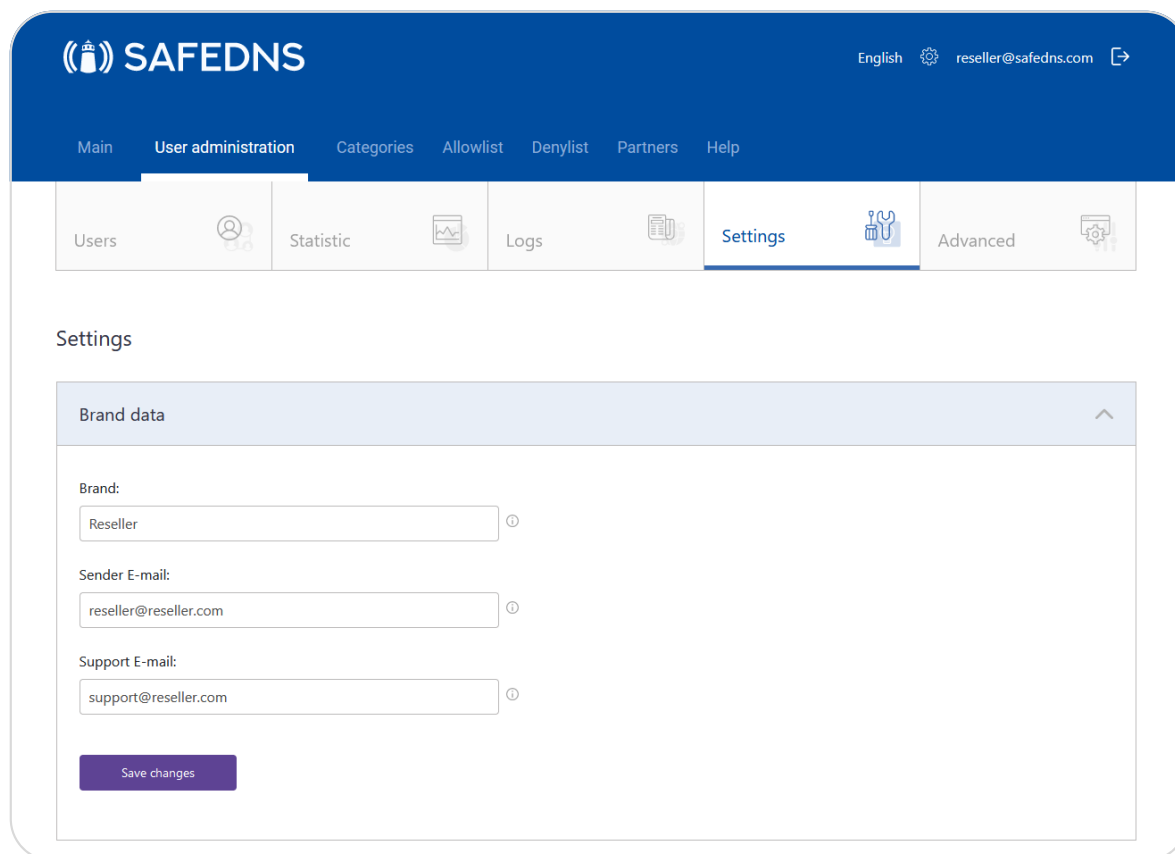 SAFEDNS
English reseller@safedns.com
Main User administration Categories Allowlist Denylist Partners Help
Users Statistic Logs Settings Advanced
Settings
Brand data
Brand:
Reseller
Sender E-mail:
reseller@reseller.com
Support E-mail:
support@reseller.com
Save changes